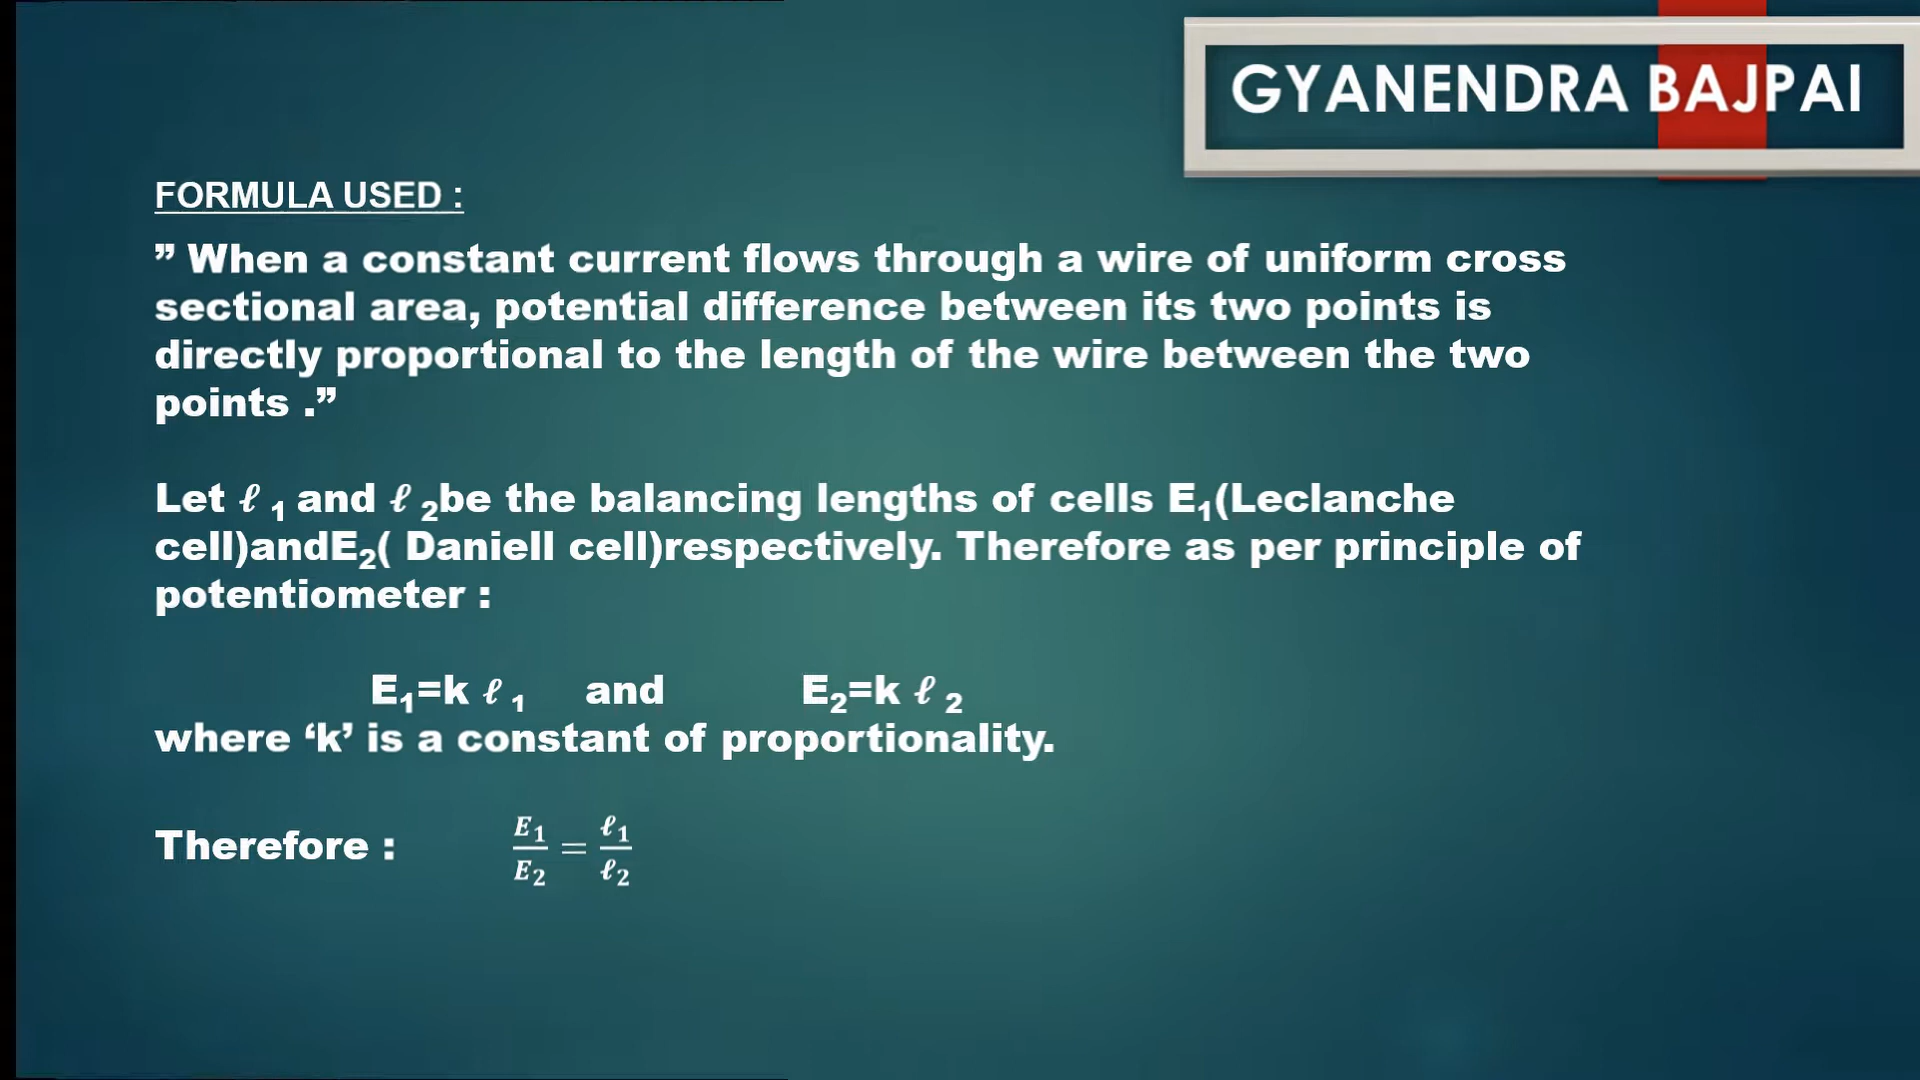 GYANENDRA BAJPAI
FORMULA USED :
” When a constant current flows through a wire of uniform cross
sectional area, potential difference between its two points is
directly proportional to the length of the wire between the two
points .”
Let ℓ ₁ and ℓ ₂be the balancing lengths of cells E₁(Leclanche
cell)andE₂( Daniell cell)respectively. Therefore as per principle of
potentiometer :
E₁=k ℓ ₁ and E₂=k ℓ ₂
where ‘k’ is a constant of proportionality.
Therefore : E₁/E₂ = ℓ₁/ℓ₂